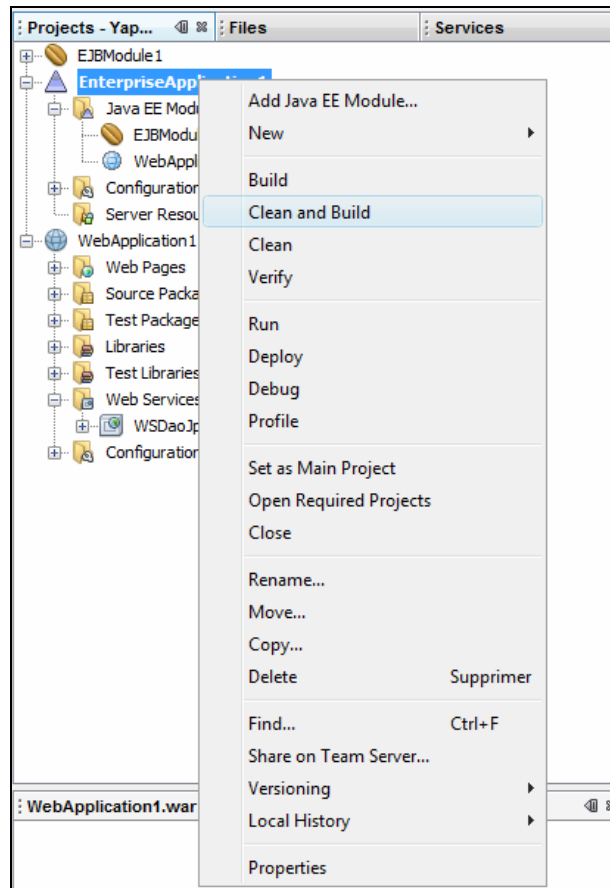 Projects - Yap...
Files
Services
EJBModule1
EnterpriseApplication1
Java EE Modu
EJBModu
WebAppl
Configuration
Server Resou
WebApplication1
Web Pages
Source Packa
Test Package
Libraries
Test Libraries
Web Services
WSDaoJp
Configuration
Add Java EE Module...
New
Build
Clean and Build
Clean
Verify
Run
Deploy
Debug
Profile
Set as Main Project
Open Required Projects
Close
Rename...
Move...
Copy...
Delete Supprimer
Find... Ctrl+F
Share on Team Server...
Versioning
Local History
Properties
WebApplication1.war